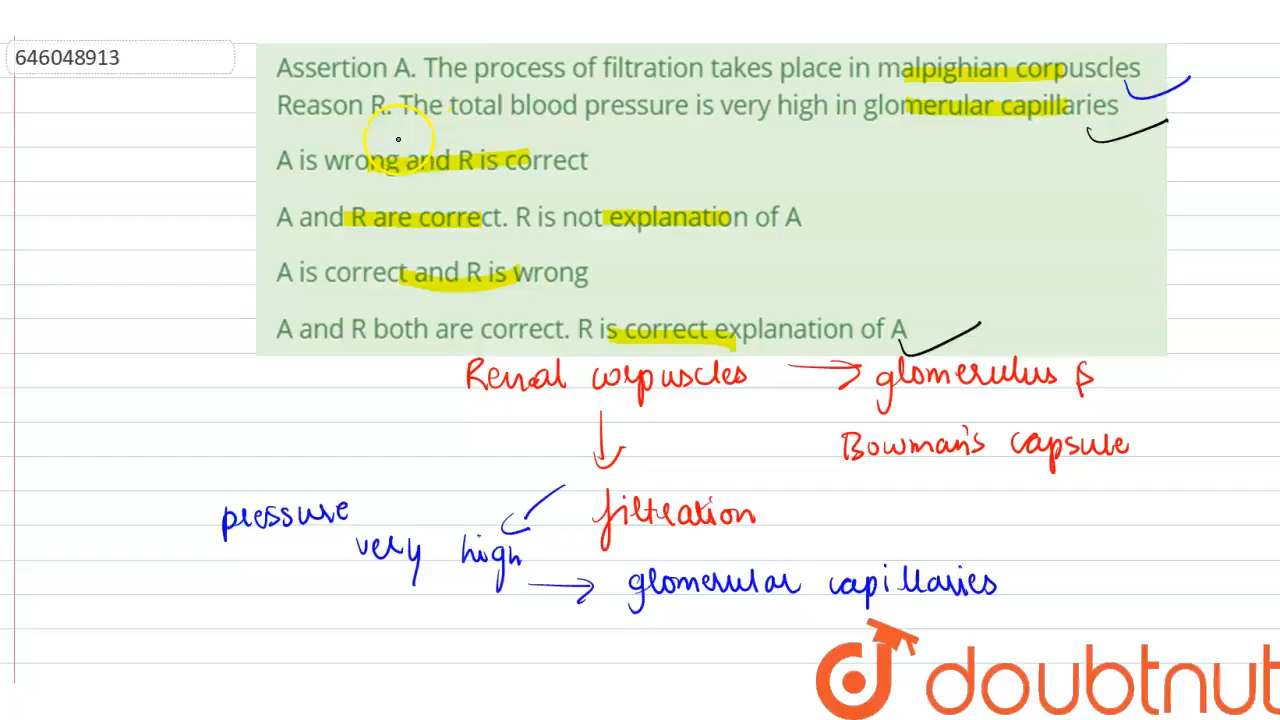 646048913
Assertion A. The process of filtration takes place in malpighian corpuscles
Reason R. The total blood pressure is very high in glomerular capillaries
A is wrong and R is correct
A and R are correct. R is not explanation of A
A is correct and R is wrong
A and R both are correct. R is correct explanation of A
Renal corpuscles → glomerulus &
Bowman's capsule
filtration
pressure
very high
→ glomerular capillaries
doubtnut